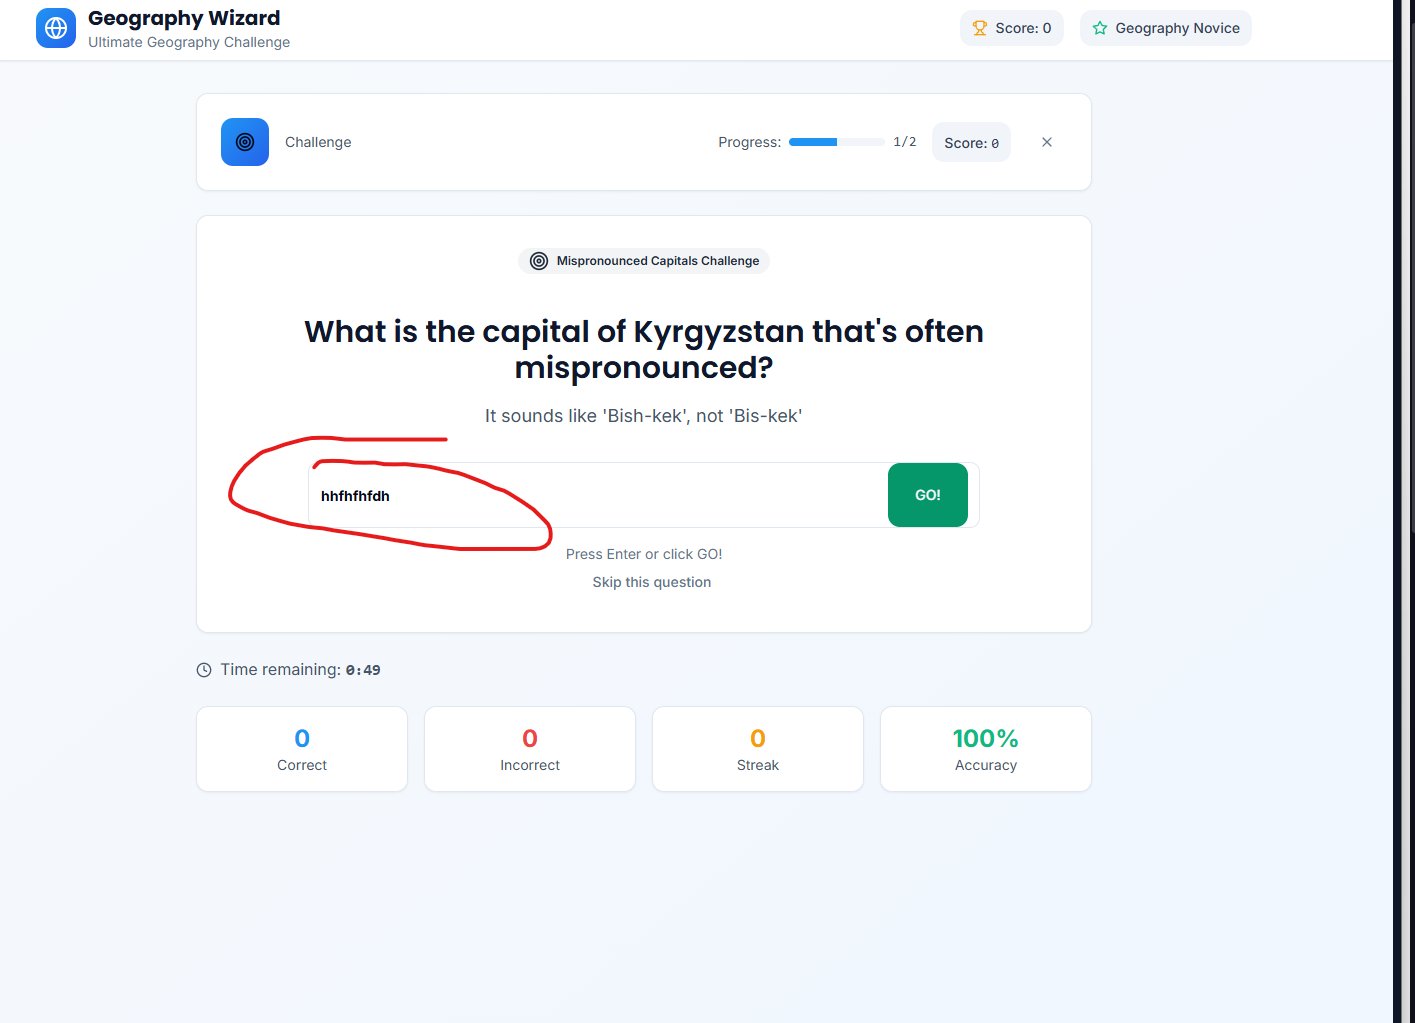 Geography Wizard
Ultimate Geography Challenge
Score: 0
Geography Novice
Challenge
Progress:
1/2
Score: 0
Mispronounced Capitals Challenge
What is the capital of Kyrgyzstan that's often
mispronounced?
It sounds like 'Bish-kek', not 'Bis-kek'
hhfhfhfdh
GO!
Press Enter or click GO!
Skip this question
Time remaining: 0:49
0
Correct
0
Incorrect
0
Streak
100%
Accuracy